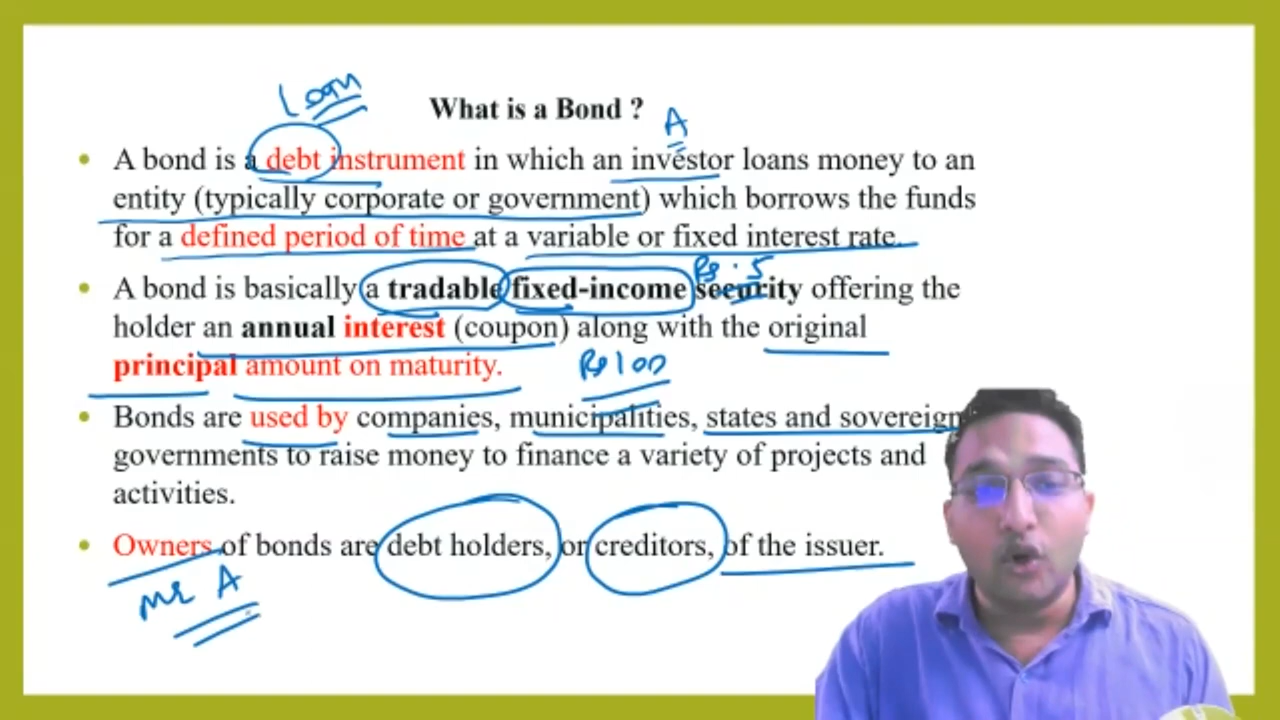 Loan
What is a Bond ?
A
A bond is a debt instrument in which an investor loans money to an
entity (typically corporate or government) which borrows the funds
for a defined period of time at a variable or fixed interest rate.
Rs. 5
A bond is basically a tradable fixed-income security offering the
holder an annual interest (coupon) along with the original
principal amount on maturity.
Rs 100
Bonds are used by companies, municipalities, states and sovereign
governments to raise money to finance a variety of projects and
activities.
Owners of bonds are debt holders, or creditors, of the issuer.
Mr A